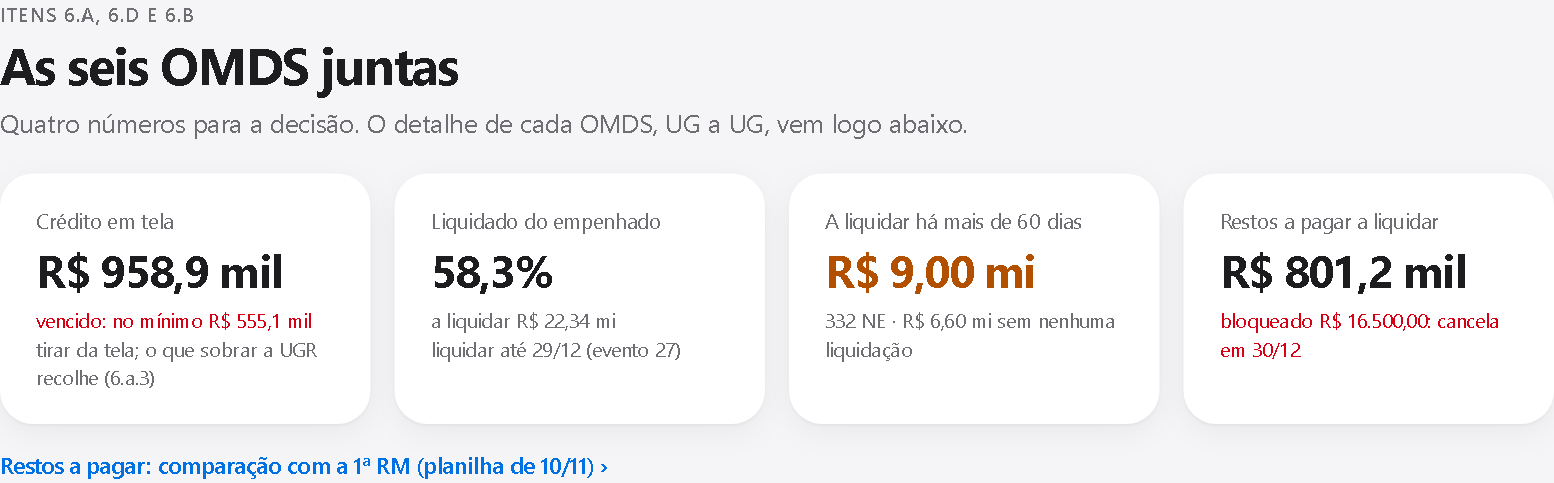 ITENS 6.A, 6.D E 6.B
As seis OMDS juntas
Quatro números para a decisão. O detalhe de cada OMDS, UG a UG, vem logo abaixo.
Crédito em tela
R$ 958,9 mil
vencido: no mínimo R$ 555,1 mil
tirar da tela; o que sobrar a UGR
recolhe (6.a.3)
Liquidado do empenhado
58,3%
a liquidar R$ 22,34 mi
liquidar até 29/12 (evento 27)
A liquidar há mais de 60 dias
R$ 9,00 mi
332 NE · R$ 6,60 mi sem nenhuma
liquidação
Restos a pagar a liquidar
R$ 801,2 mil
bloqueado R$ 16.500,00: cancela
em 30/12
Restos a pagar: comparação com a 1ª RM (planilha de 10/11) ›